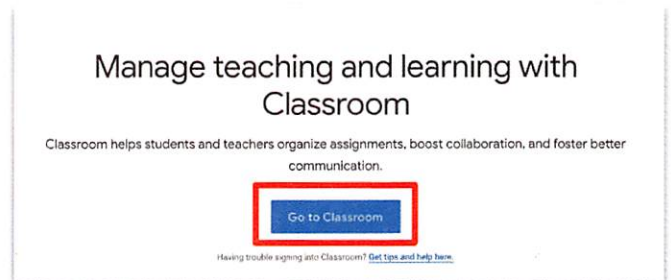 Manage teaching and learning with
Classroom
Classroom helps students and teachers organize assignments, boost collaboration, and foster better
communication.
Go to Classroom
Having trouble signing into Classroom? Get tips and help here.